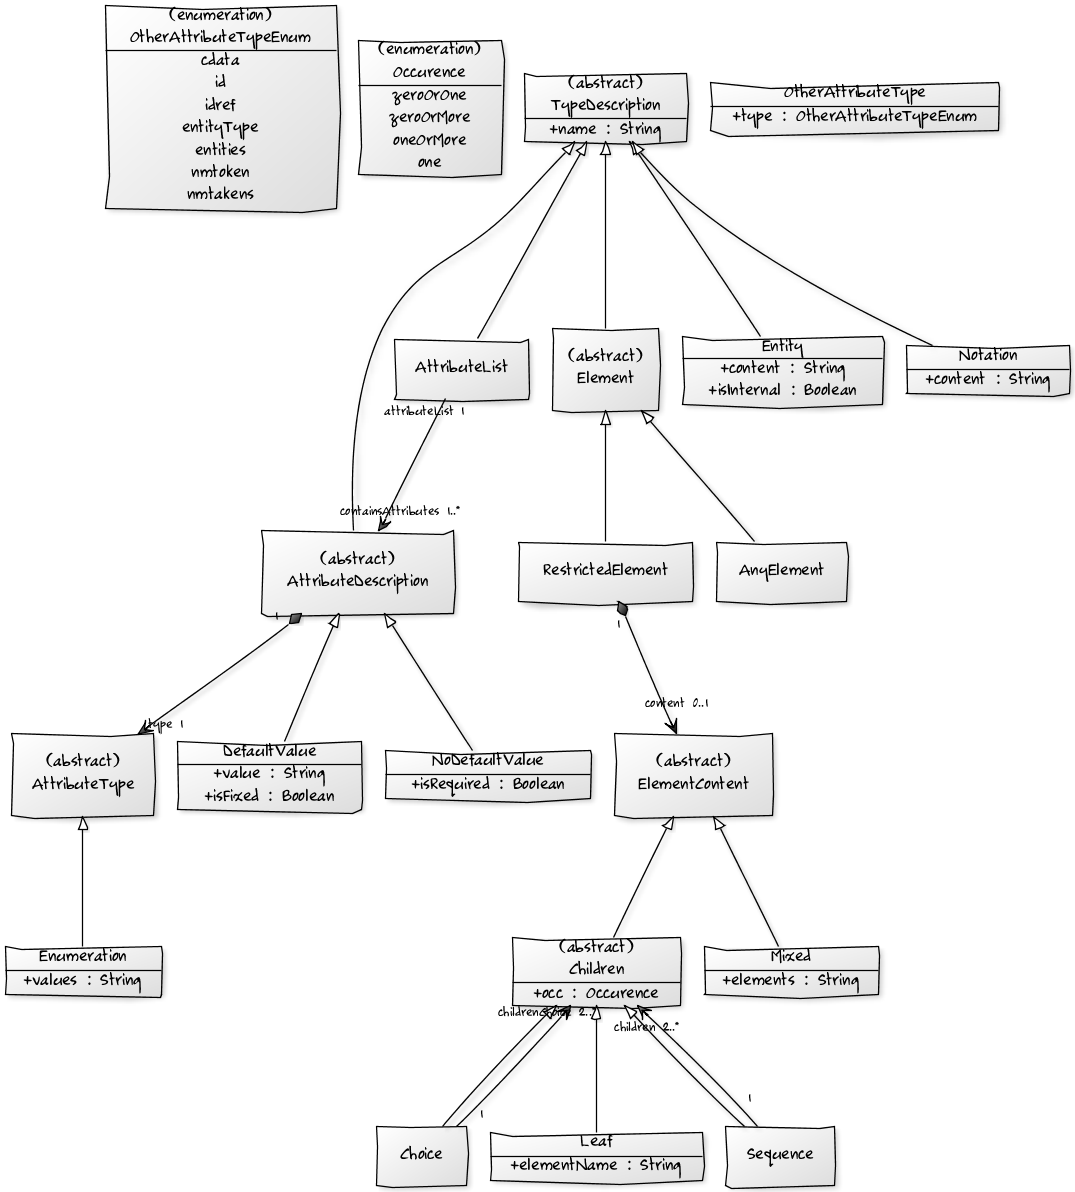 (enumeration)
OtherAttributeTypeEnum
cdata
id
idref
entityType
entities
nmtoken
nmtakens
(enumeration)
Occurence
zeroOrOne
zeroOrMore
oneOrMore
one
(abstract)
TypeDescription
+name : String
OtherAttributeType
+type : OtherAttributeTypeEnum
AttributeList
(abstract)
Element
Entity
+content : String
+isInternal : Boolean
Notation
+content : String
attributeList 1
containsAttributes 1..*
(abstract)
AttributeDescription
RestrictedElement
AnyElement
1
1
type 1
content 0..1
(abstract)
AttributeType
DefaultValue
+value : String
+isFixed : Boolean
NoDefaultValue
+isRequired : Boolean
(abstract)
ElementContent
Enumeration
+values : String
(abstract)
Children
+occ : Occurence
Mixed
+elements : String
children 2..*
1
1
Choice
Leaf
+elementName : String
Sequence